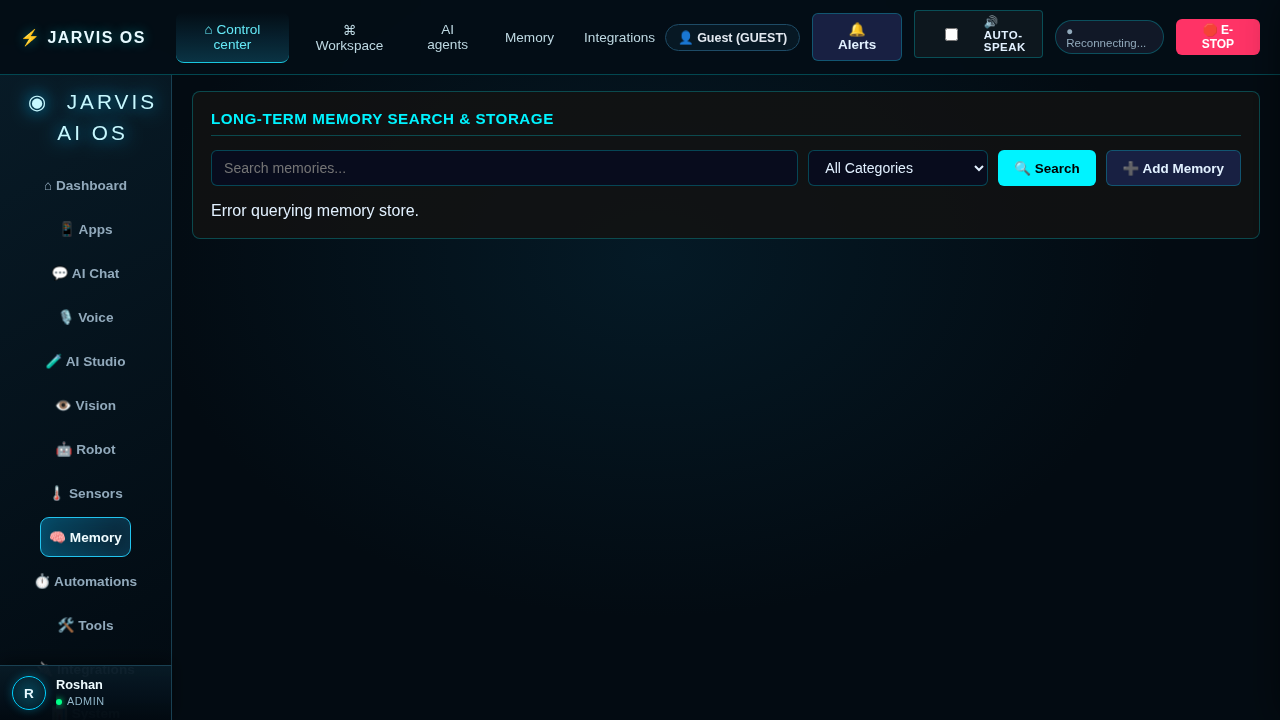 ⚡ JARVIS OS
⌂ Control
center
⌘
Workspace
AI
agents
Memory
Integrations
👤 Guest (GUEST)
🔔
Alerts
🔊
AUTO-
SPEAK
●
Reconnecting...
🛑 E-
STOP
◉ JARVIS
AI OS
⌂ Dashboard
📱 Apps
💬 AI Chat
🎙️ Voice
🧪 AI Studio
👁️ Vision
🤖 Robot
🌡️ Sensors
🧠 Memory
⏱️ Automations
🛠️ Tools
Integrations
R
Roshan
ADMIN
LONG-TERM MEMORY SEARCH & STORAGE
Search memories...
All Categories
🔍 Search
➕ Add Memory
Error querying memory store.